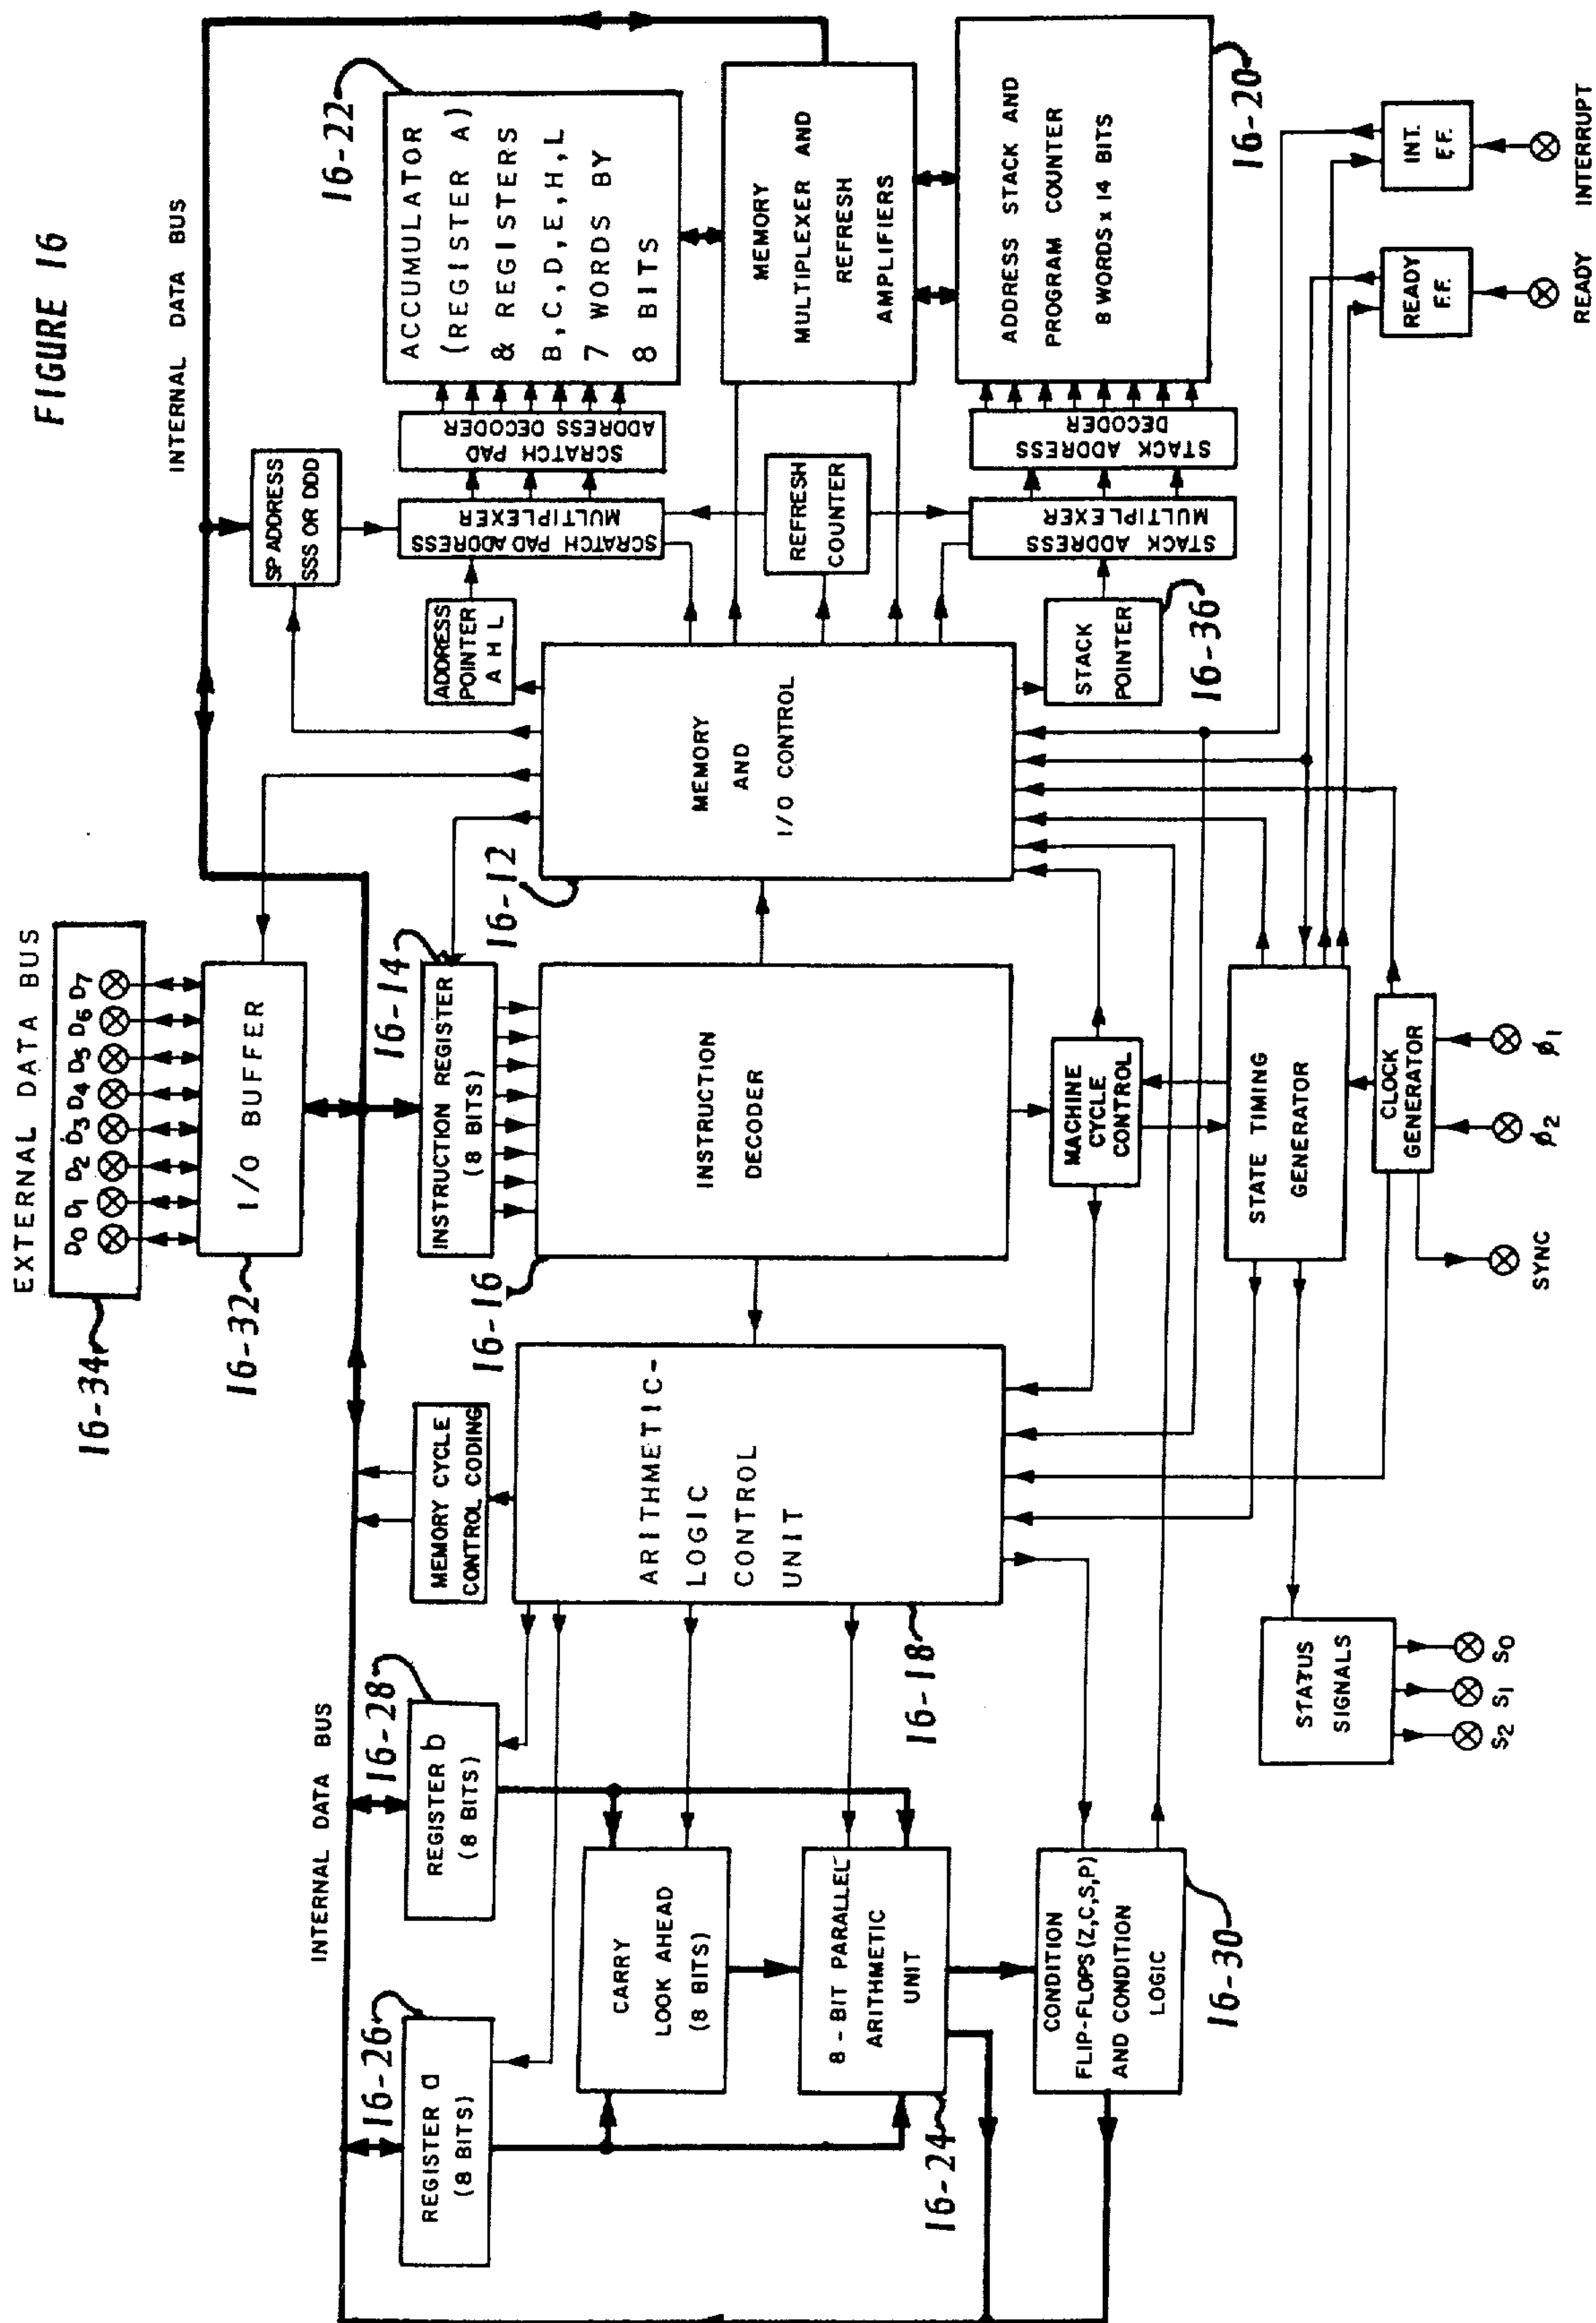 FIGURE 16
EXTERNAL DATA BUS
D0 D1 D2 D3 D4 D5 D6 D7
16-34
I/O BUFFER
16-32
INTERNAL DATA BUS
INTERNAL DATA BUS
16-26
REGISTER a
(8 BITS)
16-28
REGISTER b
(8 BITS)
MEMORY CYCLE
CONTROL CODING
16-14
INSTRUCTION REGISTER
(8 BITS)
SP ADDRESS
SSS OR DDD
ADDRESS
POINTER
A H L
SCRATCH PAD ADDRESS
MULTIPLEXER
SCRATCH PAD
ADDRESS DECODER
16-22
ACCUMULATOR
(REGISTER A)
& REGISTERS
B,C,D,E,H,L
7 WORDS BY
8 BITS
CARRY
LOOK AHEAD
(8 BITS)
8-BIT PARALLEL
ARITHMETIC
UNIT
16-24
ARITHMETIC-
LOGIC
CONTROL
UNIT
16-18
16-16
INSTRUCTION
DECODER
16-12
MEMORY
AND
I/O CONTROL
REFRESH
COUNTER
MEMORY
MULTIPLEXER AND
REFRESH
AMPLIFIERS
CONDITION
FLIP-FLOPS (Z,C,S,P)
AND CONDITION
LOGIC
16-30
MACHINE
CYCLE
CONTROL
STACK
POINTER
16-36
STACK ADDRESS
MULTIPLEXER
STACK ADDRESS
DECODER
ADDRESS STACK AND
PROGRAM COUNTER
8 WORDS x 14 BITS
16-20
STATUS
SIGNALS
S2 S1 S0
STATE TIMING
GENERATOR
CLOCK
GENERATOR
SYNC
ϕ2
ϕ1
READY
F.F.
READY
INT.
F.F.
INTERRUPT